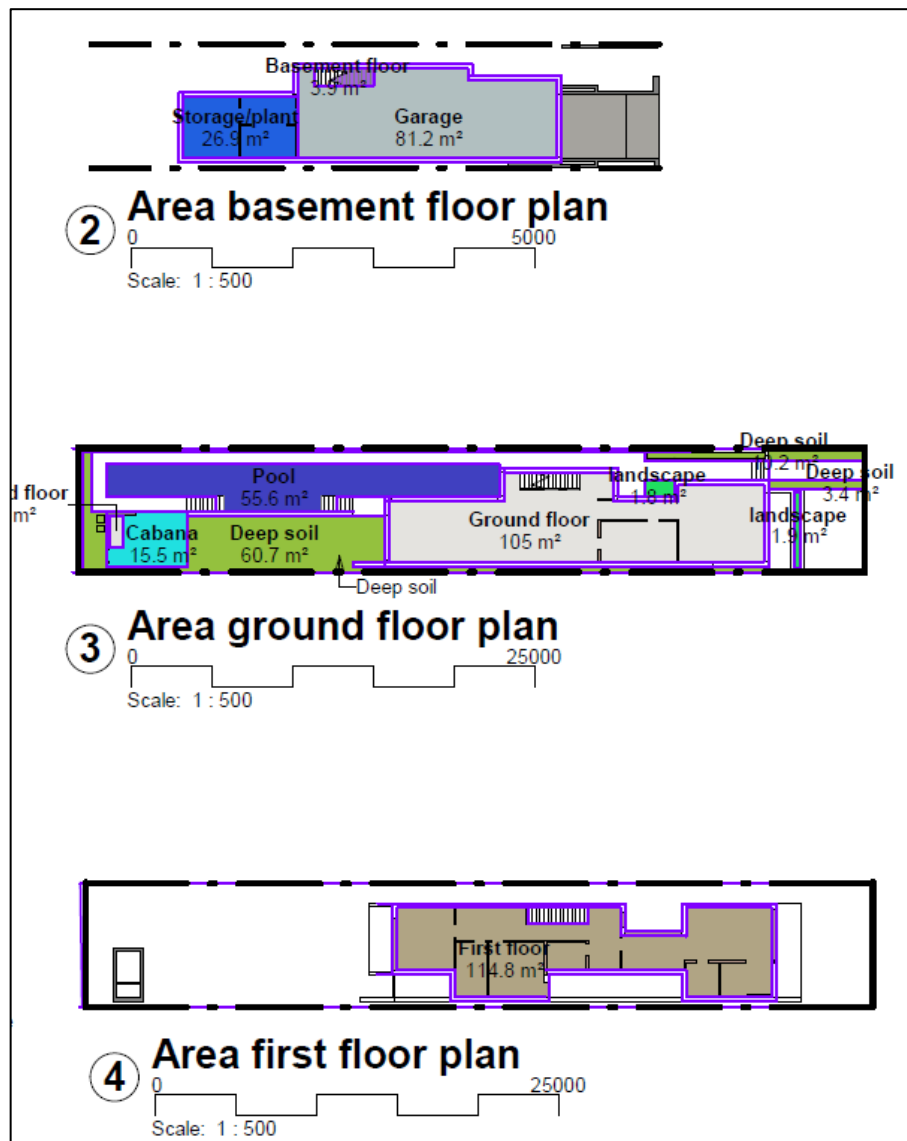 Basement floor
3.9 m²
Storage/plant
26.9 m²
Garage
81.2 m²
2
Area basement floor plan
0
5000
Scale: 1 : 500
Deep soil
Deep soil
3.4 m²
landscape
1.8 m²
landscape
1.9 m²
Pool
55.6 m²
d floor
m²
Ground floor
105 m²
Cabana
15.5 m²
Deep soil
60.7 m²
Deep soil
3
Area ground floor plan
0
25000
Scale: 1 : 500
First floor
114.8 m²
4
Area first floor plan
0
25000
Scale: 1 : 500